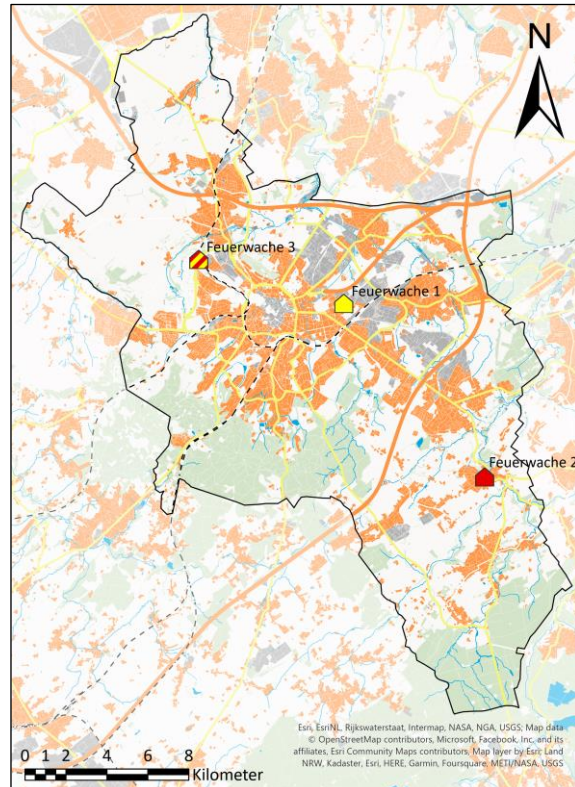 N
Feuerwache 3
Feuerwache 1
Feuerwache 2
Esri, EsriNL, Rijkswaterstaat, Intermap, NASA, NGA, USGS; Map data
© OpenStreetMap contributors, Microsoft, Facebook, Inc. and its
affiliates, Esri Community Maps contributors, Map layer by Esri; Land
NRW, Kadaster, Esri, HERE, Garmin, Foursquare, METI/NASA, USGS
0 1 2 4 6 8
Kilometer